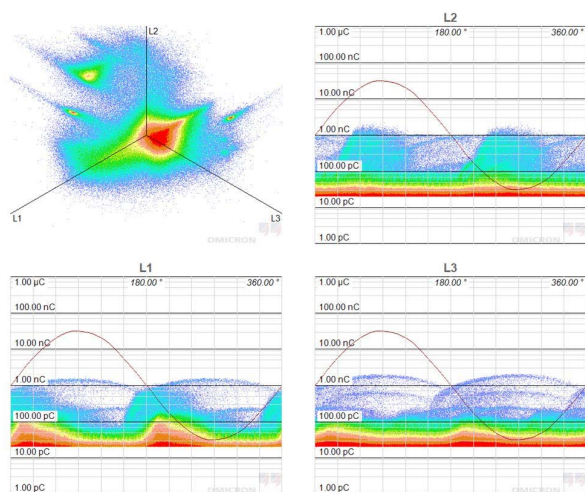 L2
L1
L3
OMICRON
L2
1.00 µC
180.00 °
360.00 °
100.00 nC
10.00 nC
1.00 nC
100.00 pC
10.00 pC
1.00 pC
OMICRON
L1
1.00 µC
180.00 °
360.00 °
100.00 nC
10.00 nC
1.00 nC
100.00 pC
10.00 pC
1.00 pC
OMICRON
L3
1.00 µC
180.00 °
360.00 °
100.00 nC
10.00 nC
1.00 nC
100.00 pC
10.00 pC
1.00 pC
OMICRON